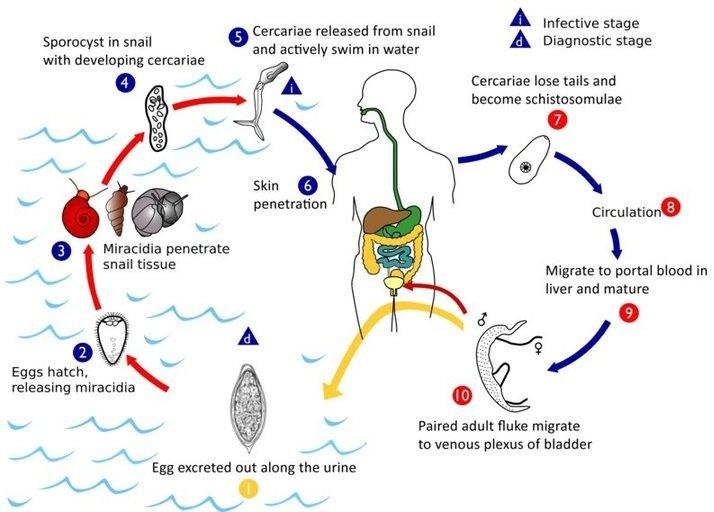 5
Cercariae released from snail
and actively swim in water
i Infective stage
d Diagnostic stage
Sporocyst in snail
with developing cercariae
4
i
Cercariae lose tails and
become schistosomulae
7
Skin
penetration
6
Circulation
8
3
Miracidia penetrate
snail tissue
Migrate to portal blood in
liver and mature
9
2
Eggs hatch,
releasing miracidia
d
♂
♀
10
Paired adult fluke migrate
to venous plexus of bladder
Egg excreted out along the urine
1